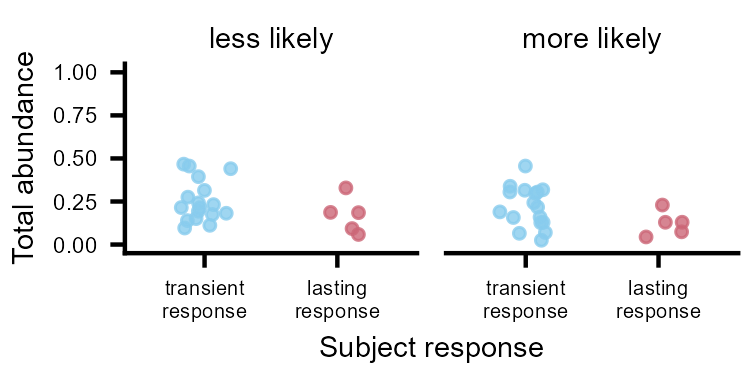 less likely
more likely
Total abundance
1.00
0.75
0.50
0.25
0.00
transient
response
lasting
response
transient
response
lasting
response
Subject response